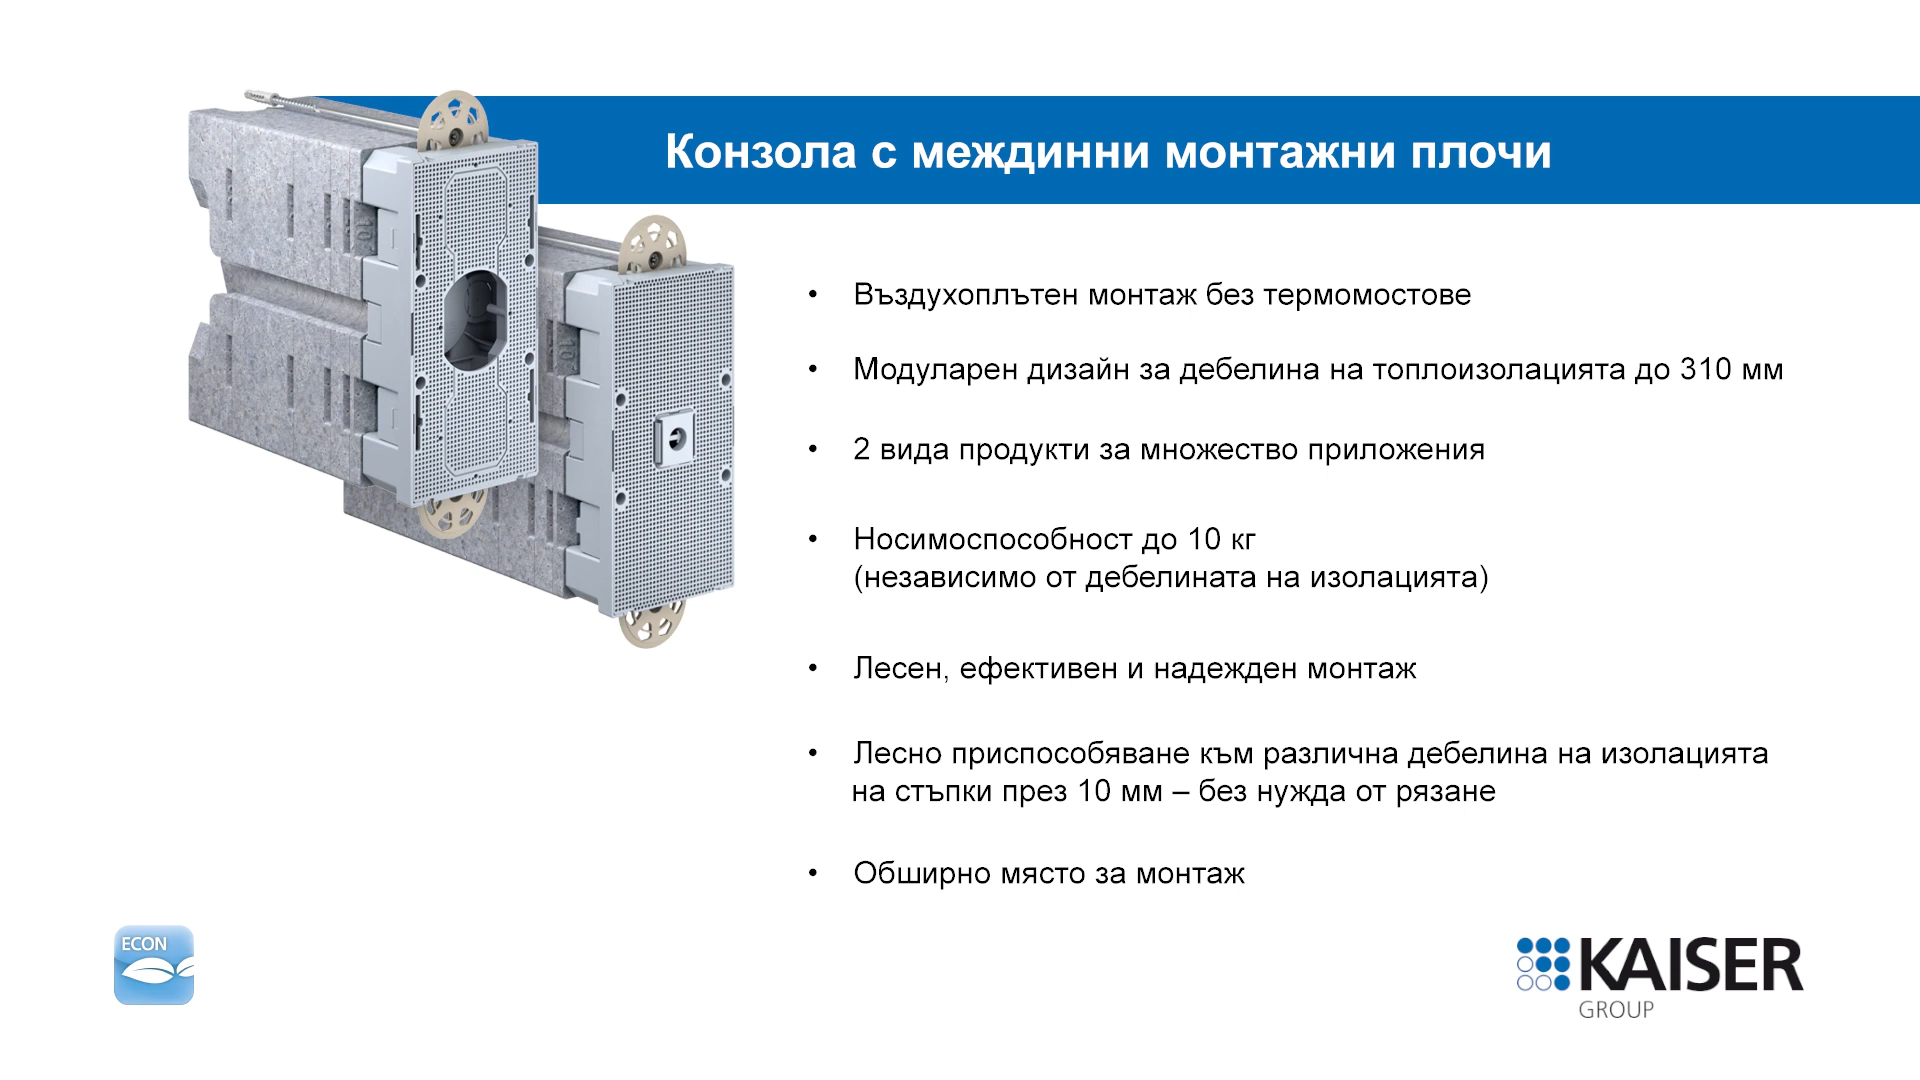 Конзола с междинни монтажни плочи
• Въздухоплътен монтаж без термомостове
• Модуларен дизайн за дебелина на топлоизолацията до 310 мм
• 2 вида продукти за множество приложения
• Носимоспособност до 10 кг
(независимо от дебелината на изолацията)
• Лесен, ефективен и надежден монтаж
• Лесно приспособяване към различна дебелина на изолацията
на стъпки през 10 мм – без нужда от рязане
• Обширно място за монтаж
ECON
KAISER
GROUP